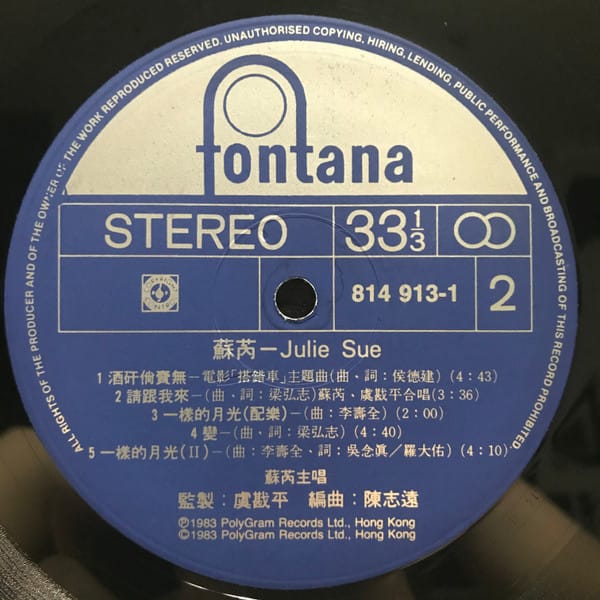 ALL RIGHTS OF THE PRODUCER AND OF THE OWNER OF THE WORK REPRODUCED RESERVED. UNAUTHORISED COPYING, HIRING, LENDING, PUBLIC PERFORMANCE AND BROADCASTING OF THIS RECORD PROHIBITED
fontana
STEREO 33⅓
814 913-1 2
蘇芮－Julie Sue
1 酒矸倘賣無－電影「搭錯車」主題曲(曲、詞：侯德建) (4:43)
2 請跟我來－(曲、詞：梁弘志)蘇芮、虞戡平合唱(3:36)
3 一樣的月光(配樂)－(曲：李壽全) (2:00)
4 變－(曲、詞：梁弘志) (4:40)
5 一樣的月光(II)－(曲：李壽全、詞：吳念眞／羅大佑) (4:10)
蘇芮主唱
監製：虞戡平 編曲：陳志遠
Ⓟ1983 PolyGram Records Ltd., Hong Kong
©1983 PolyGram Records Ltd., Hong Kong